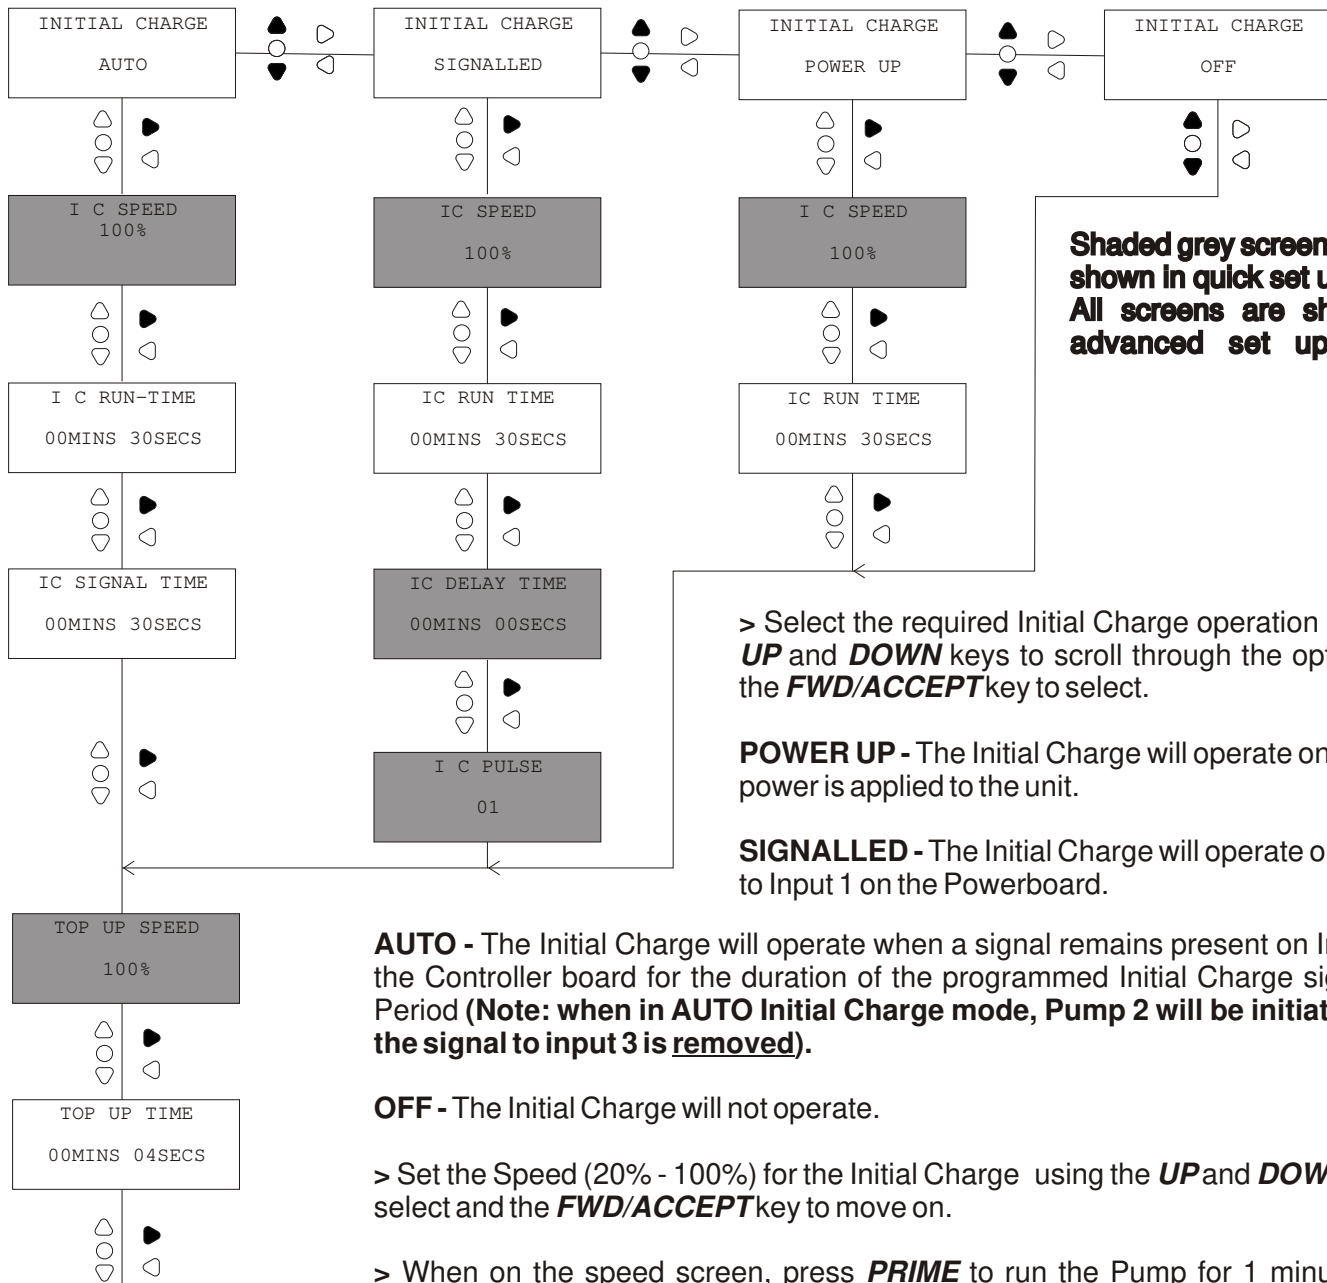 INITIAL CHARGE
AUTO
INITIAL CHARGE
SIGNALLED
INITIAL CHARGE
POWER UP
INITIAL CHARGE
OFF
I C SPEED
100%
IC SPEED
100%
I C SPEED
100%
Shaded grey screen
shown in quick set
All screens are
advanced set up
I C RUN-TIME
00MINS 30SECS
IC RUN TIME
00MINS 30SECS
IC RUN TIME
00MINS 30SECS
IC SIGNAL TIME
00MINS 30SECS
IC DELAY TIME
00MINS 00SECS
I C PULSE
01
> Select the required Initial Charge operation
UP and DOWN keys to scroll through the
the FWD/ACCEPT key to select.
POWER UP - The Initial Charge will operate on
power is applied to the unit.
SIGNALLED - The Initial Charge will operate
to Input 1 on the Powerboard.
TOP UP SPEED
100%
AUTO - The Initial Charge will operate when a signal remains present on
the Controller board for the duration of the programmed Initial Charge
Period (Note: when in AUTO Initial Charge mode, Pump 2 will be
the signal to input 3 is removed).
TOP UP TIME
00MINS 04SECS
OFF - The Initial Charge will not operate.
> Set the Speed (20% - 100%) for the Initial Charge using the UP and
select and the FWD/ACCEPT key to move on.
> When on the speed screen, press PRIME to run the Pump for 1